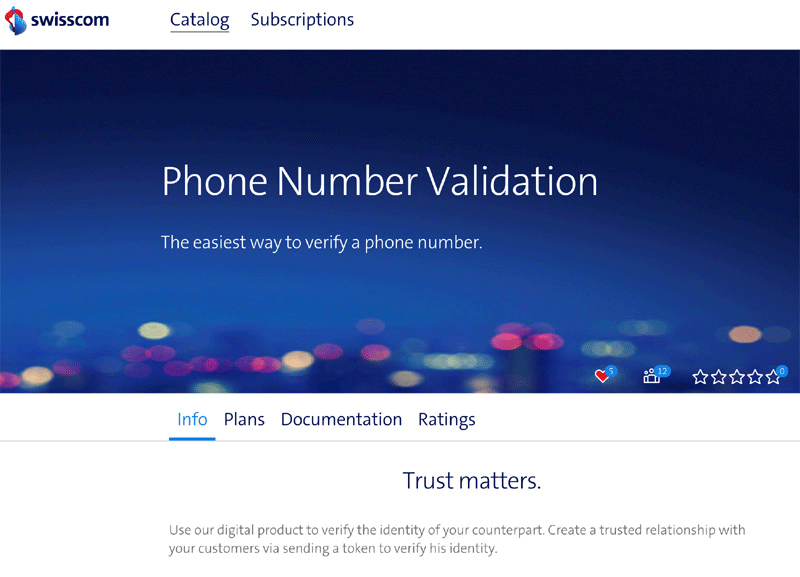 swisscom
Catalog Subscriptions
Phone Number Validation
The easiest way to verify a phone number.
5 12 0
Info Plans Documentation Ratings
Trust matters.
Use our digital product to verify the identity of your counterpart. Create a trusted relationship with
your customers via sending a token to verify his identity.